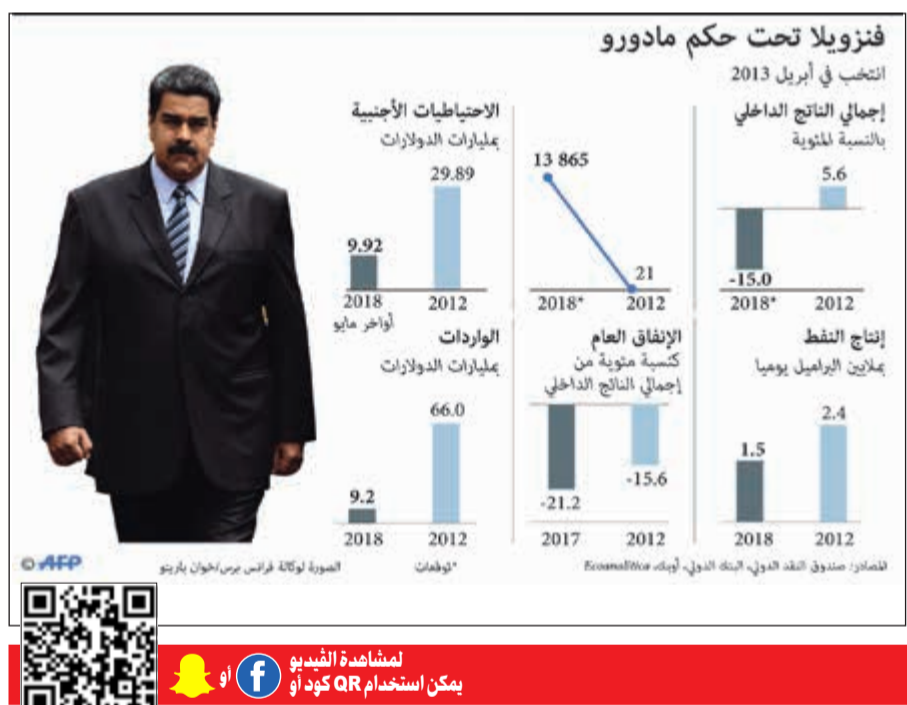 فنزويلا تحت حكم مادورو
انتخب في أبريل 2013
إجمالي الناتج الداخلي
بالنسبة المئوية
5.6
-15.0
2018* 2012
13 865
21
2018* 2012
الاحتياطيات الأجنبية
بمليارات الدولارات
29.89
9.92
2018 2012
أواخر مايو
إنتاج النفط
بملايين البراميل يوميا
2.4
1.5
2018 2012
الإنفاق العام
كنسبة مئوية من
إجمالي الناتج الداخلي
-15.6
-21.2
2017 2012
الواردات
بمليارات الدولارات
66.0
9.2
2018 2012
المصادر: صندوق النقد الدولي، البنك الدولي، أوبك، Ecoanalitica
*توقعات
الصورة لوكالة فرانس برس/خوان باريتو
© AFP
لمشاهدة الڤيديو
يمكن استخدام QR كود أو
f أو